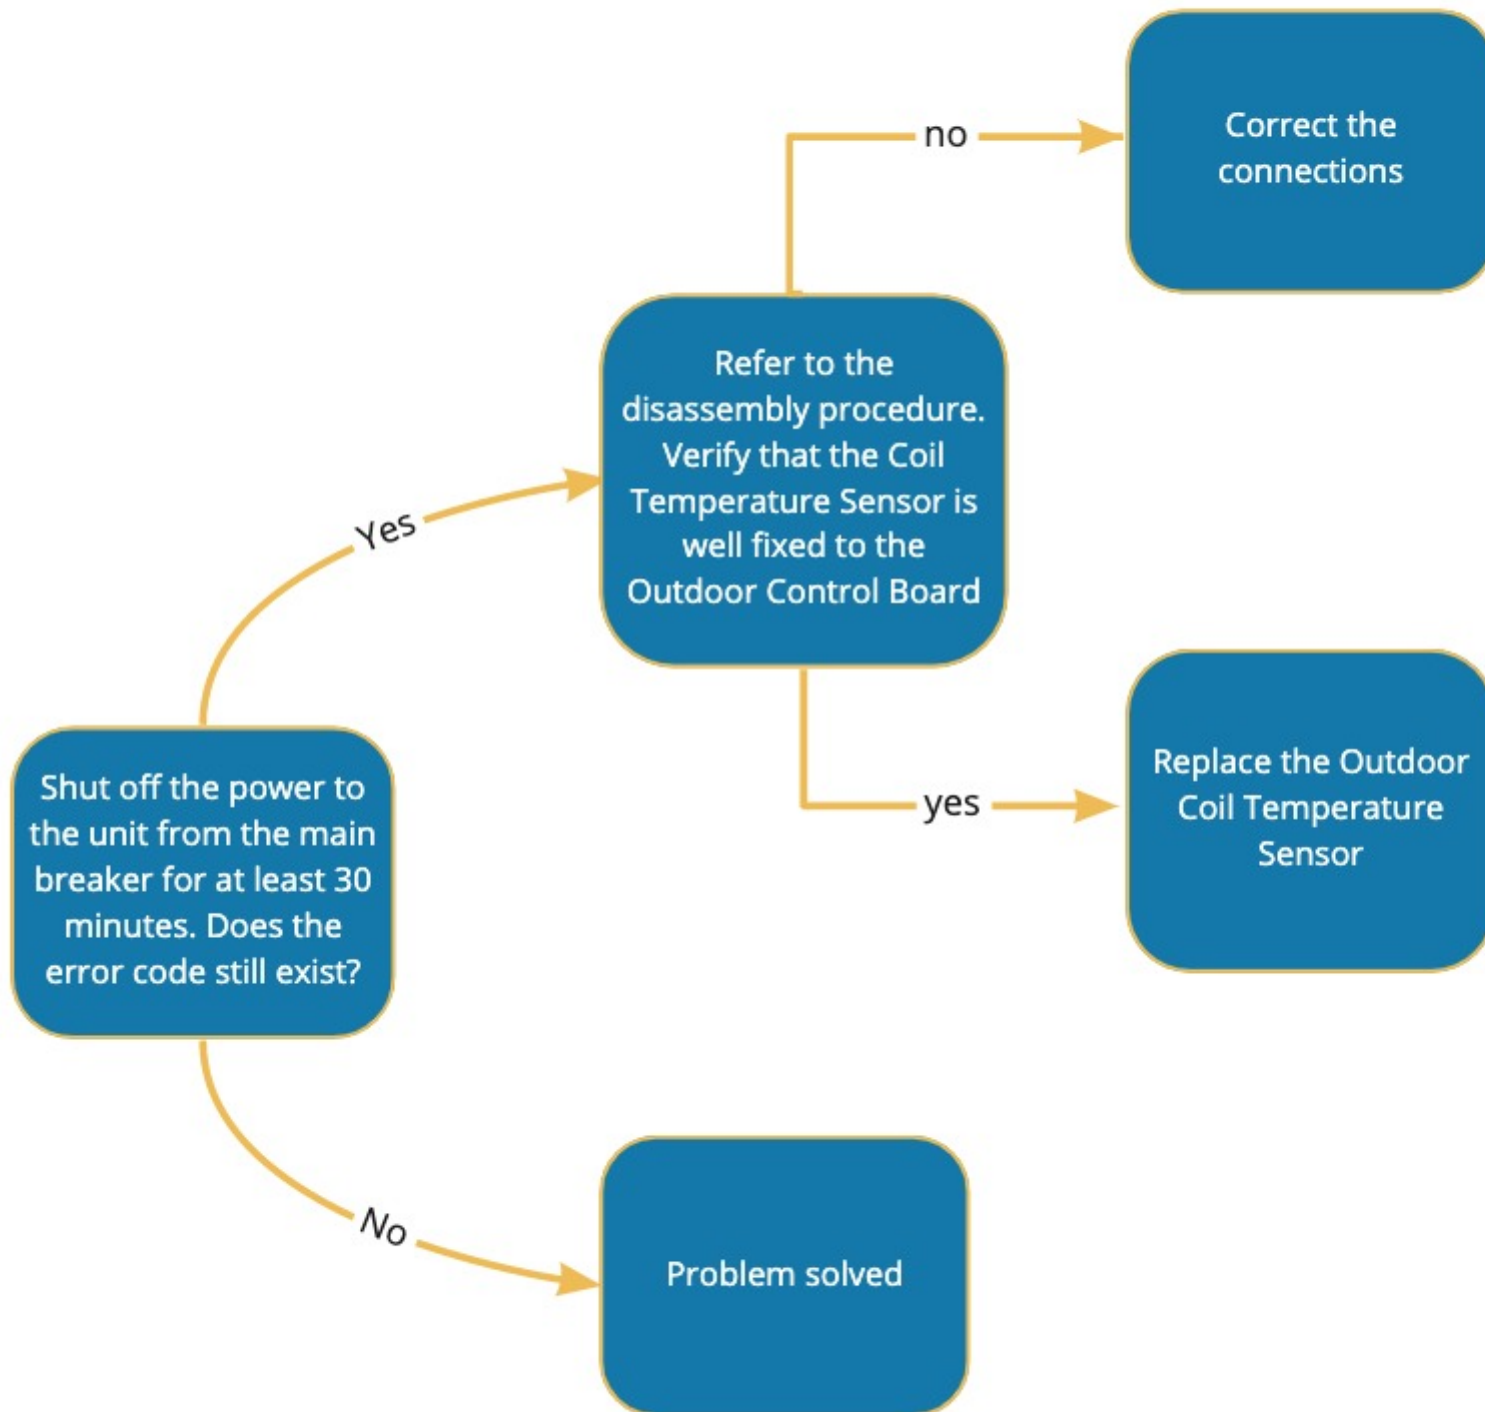 no
Correct the
connections
Refer to the
disassembly procedure.
Verify that the Coil
Temperature Sensor is
well fixed to the
Outdoor Control Board
Yes
yes
Replace the Outdoor
Coil Temperature
Sensor
Shut off the power to
the unit from the main
breaker for at least 30
minutes. Does the
error code still exist?
No
Problem solved